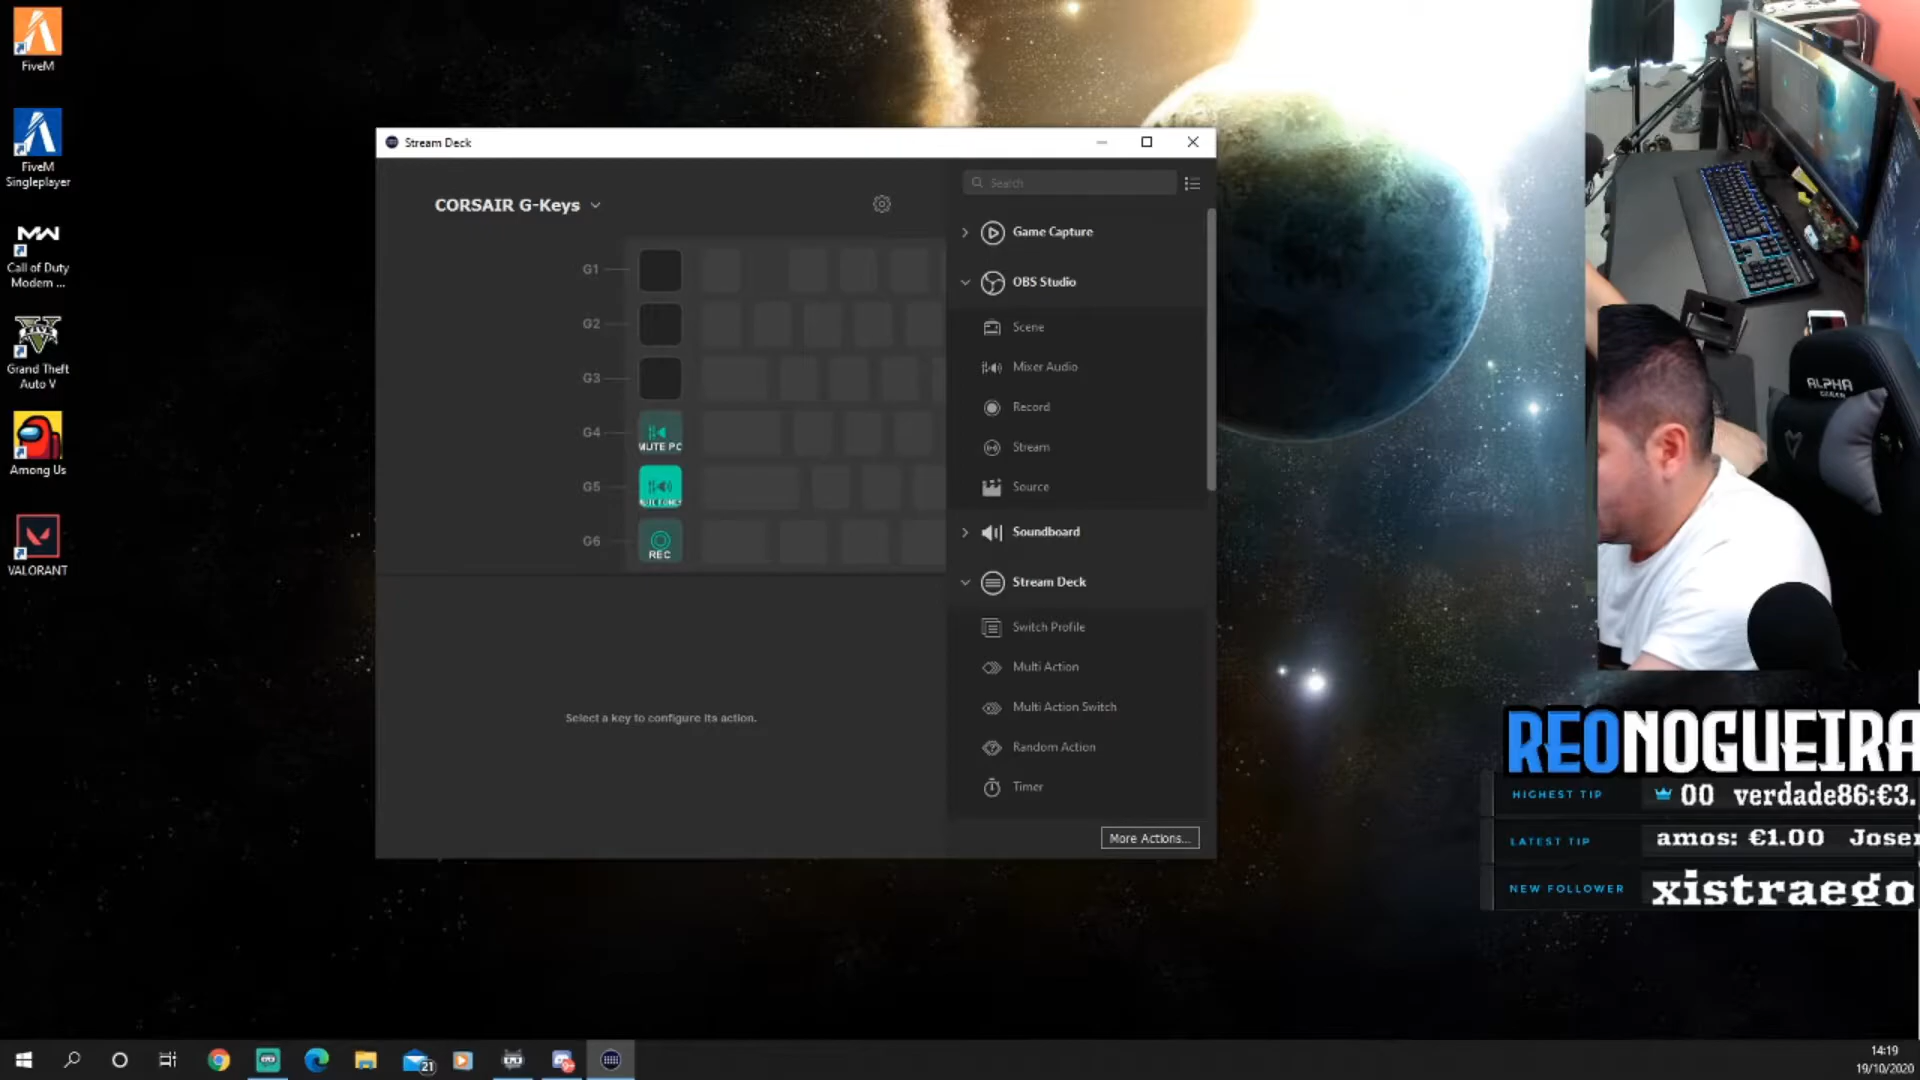 FiveM
FiveM
Singleplayer
MW
Call of Duty
Modern ...
Grand Theft
Auto V
Among Us
VALORANT
Stream Deck
CORSAIR G-Keys
G1
G2
G3
G4
MUTE PC
G5
G6
REC
Select a key to configure its action.
Search
Game Capture
OBS Studio
Scene
Mixer Audio
Record
Stream
Source
Soundboard
Stream Deck
Switch Profile
Multi Action
Multi Action Switch
Random Action
Timer
More Actions...
ALPHA
REONOGUEIRA
HIGHEST TIP
00 verdade86:€3.
LATEST TIP
amos: €1.00 Joser
NEW FOLLOWER
xistraego
21
14:19
19/10/2020